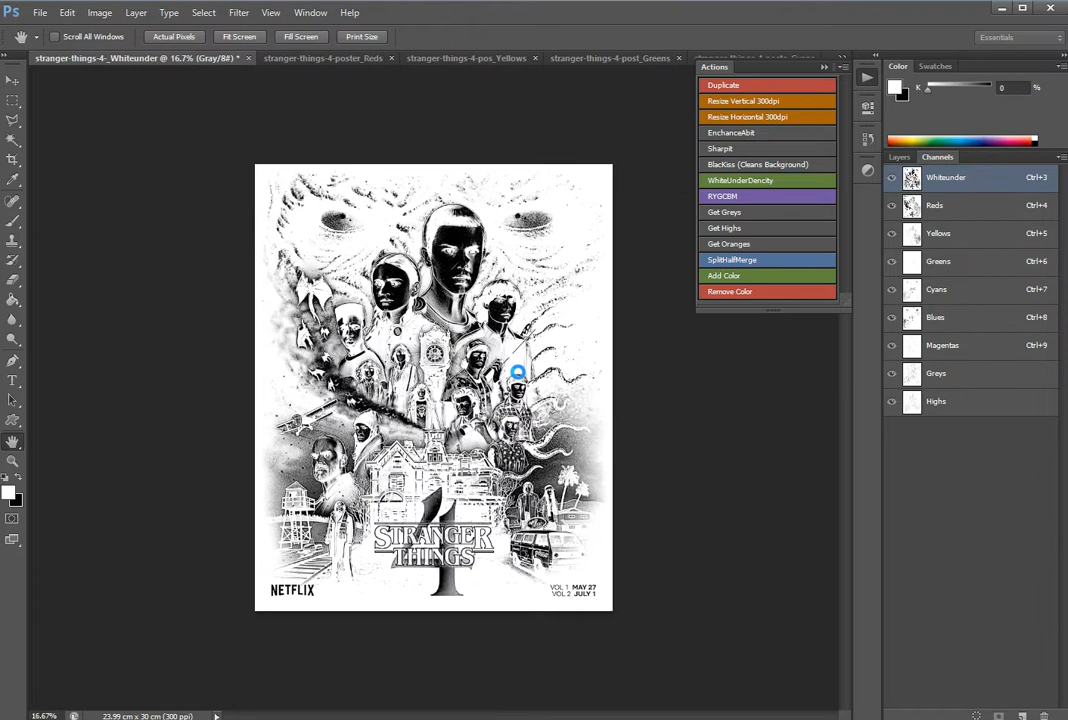 Ps File Edit Image Layer Type Select Filter View Window Help
Scroll All Windows Actual Pixels Fit Screen Fill Screen Print Size Essentials
stranger-things-4-_Whiteunder @ 16.7% (Gray/8#) * × stranger-things-4-poster_Reds × stranger-things-4-pos_Yellows × stranger-things-4-post_Greens ×
Actions
Duplicate
Resize Vertical 300dpi
Resize Horizontal 300dpi
EnchanceAbit
Sharpit
BlacKiss (Cleans Background)
WhiteUnderDencity
RYGCBM
Get Greys
Get Highs
Get Oranges
SplitHalfMerge
Add Color
Remove Color
Color Swatches
K 0 %
Layers Channels
Whiteunder Ctrl+3
Reds Ctrl+4
Yellows Ctrl+5
Greens Ctrl+6
Cyans Ctrl+7
Blues Ctrl+8
Magentas Ctrl+9
Greys
Highs
4
STRANGER
THINGS
NETFLIX
VOL 1 MAY 27
VOL 2 JULY 1
16.67% 23.99 cm x 30 cm (300 ppi)